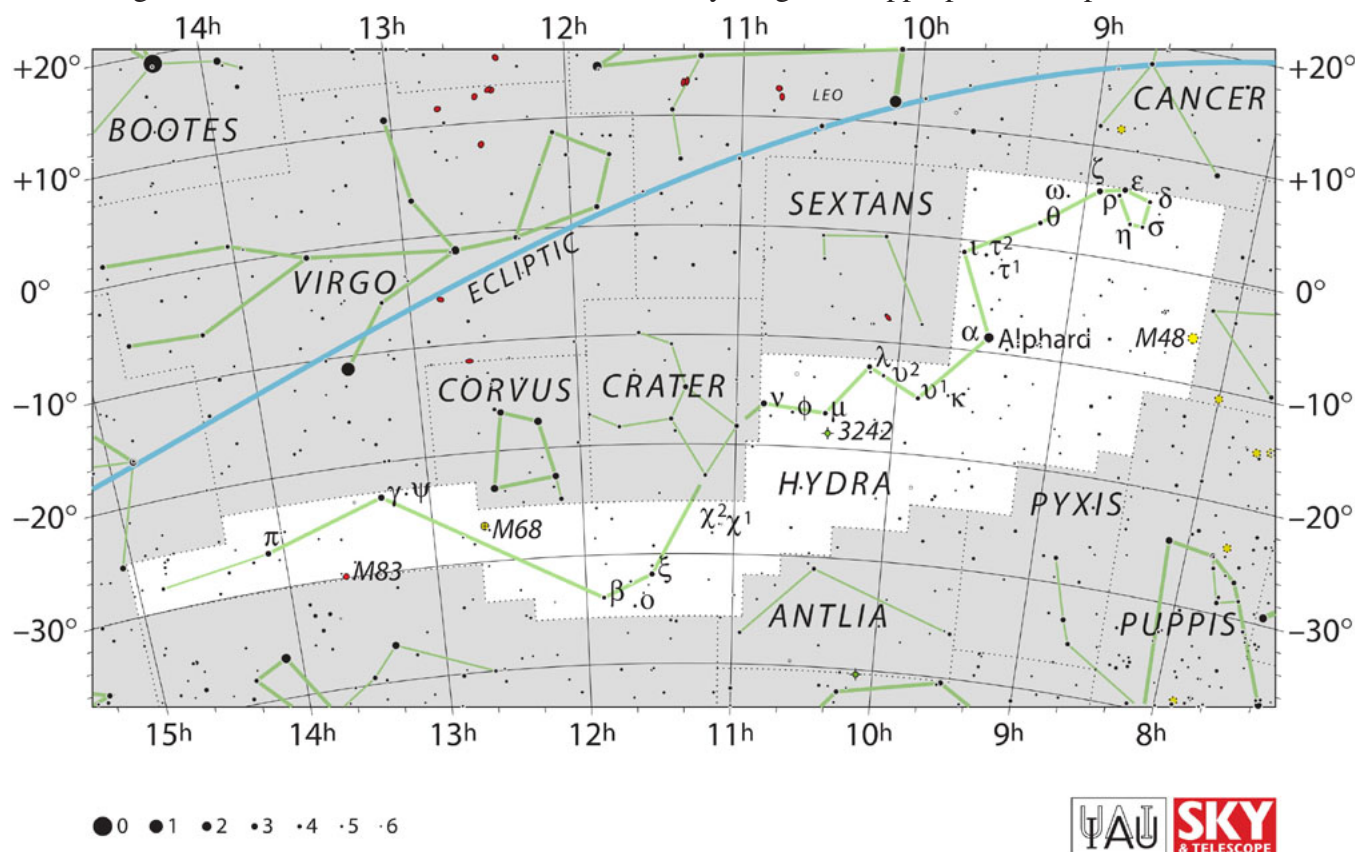 14h 13h 12h 11h 10h 9h
+20° +20°
LEO
CANCER
BOOTES
+10° +10°
ζ ε
ω
ρ δ
SEXTANS
θ
η σ
ι τ²
τ¹
ECLIPTIC
VIRGO
0° 0°
α Alphard
M48
λ
υ²
CORVUS CRATER
υ¹ κ
ν φ μ
−10° −10°
3242
HYDRA
γ ψ
PYXIS
−20° −20°
χ² χ¹
M68
π
M83
ξ
β ο
ANTLIA
PUPPIS
−30° −30°
15h 14h 13h 12h 11h 10h 9h 8h
0 1 2 3 4 5 6
IAU
SKY
& TELESCOPE